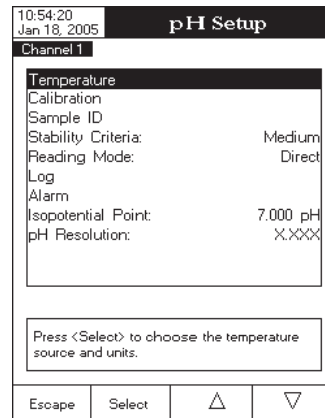 10:54:20
Jan 18, 2005
pH Setup
Channel 1
Temperature
Calibration
Sample ID
Stability Criteria: Medium
Reading Mode: Direct
Log
Alarm
Isopotential Point: 7.000 pH
pH Resolution: X.XXX
Press <Select> to choose the temperature
source and units.
Escape Select △ ▽